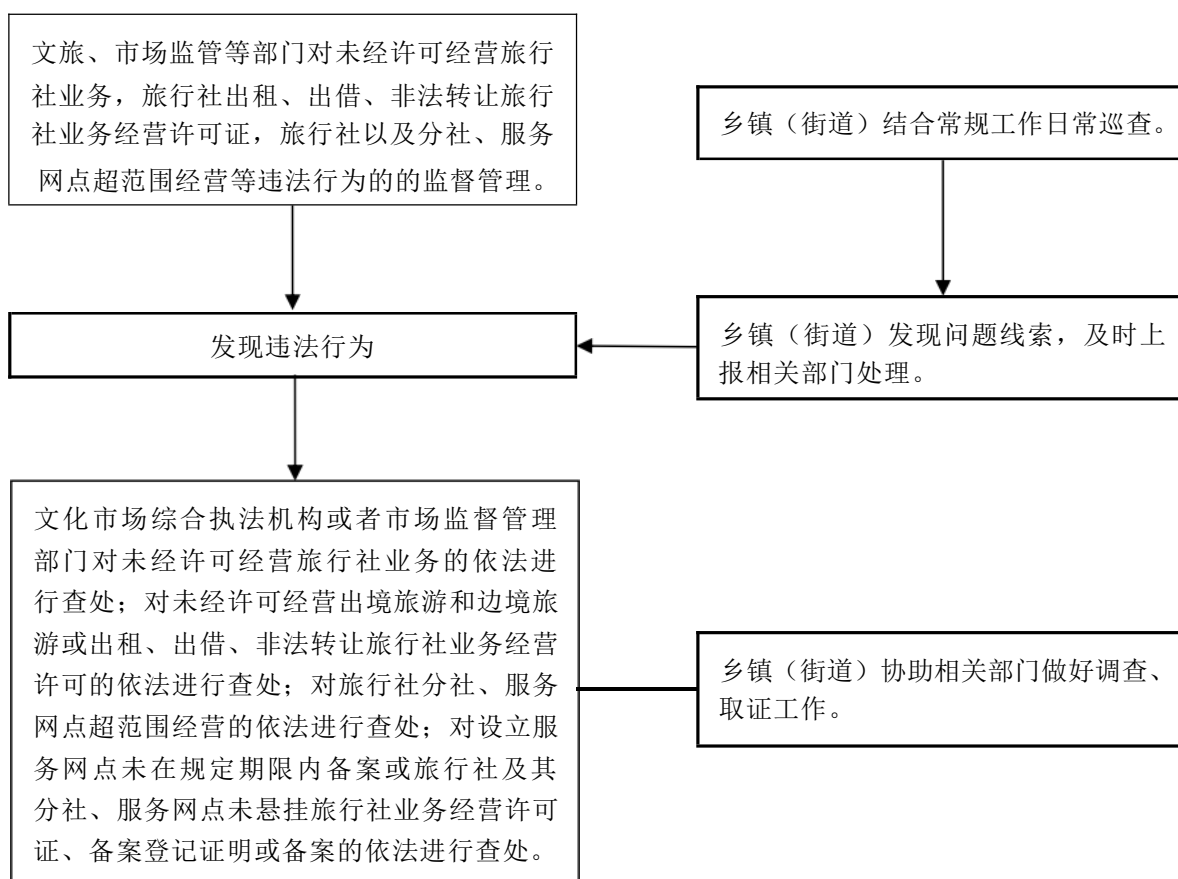 文旅、市场监管等部门对未经许可经营旅行
社业务，旅行社出租、出借、非法转让旅行
社业务经营许可证，旅行社以及分社、服务
网点超范围经营等违法行为的的监督管理。
乡镇（街道）结合常规工作日常巡查。
发现违法行为
乡镇（街道）发现问题线索，及时上
报相关部门处理。
文化市场综合执法机构或者市场监督管理
部门对未经许可经营旅行社业务的依法进
行查处；对未经许可经营出境旅游和边境旅
游或出租、出借、非法转让旅行社业务经营
许可的依法进行查处；对旅行社分社、服务
网点超范围经营的依法进行查处；对设立服
务网点未在规定期限内备案或旅行社及其
分社、服务网点未悬挂旅行社业务经营许可
证、备案登记证明或备案的依法进行查处。
乡镇（街道）协助相关部门做好调查、
取证工作。